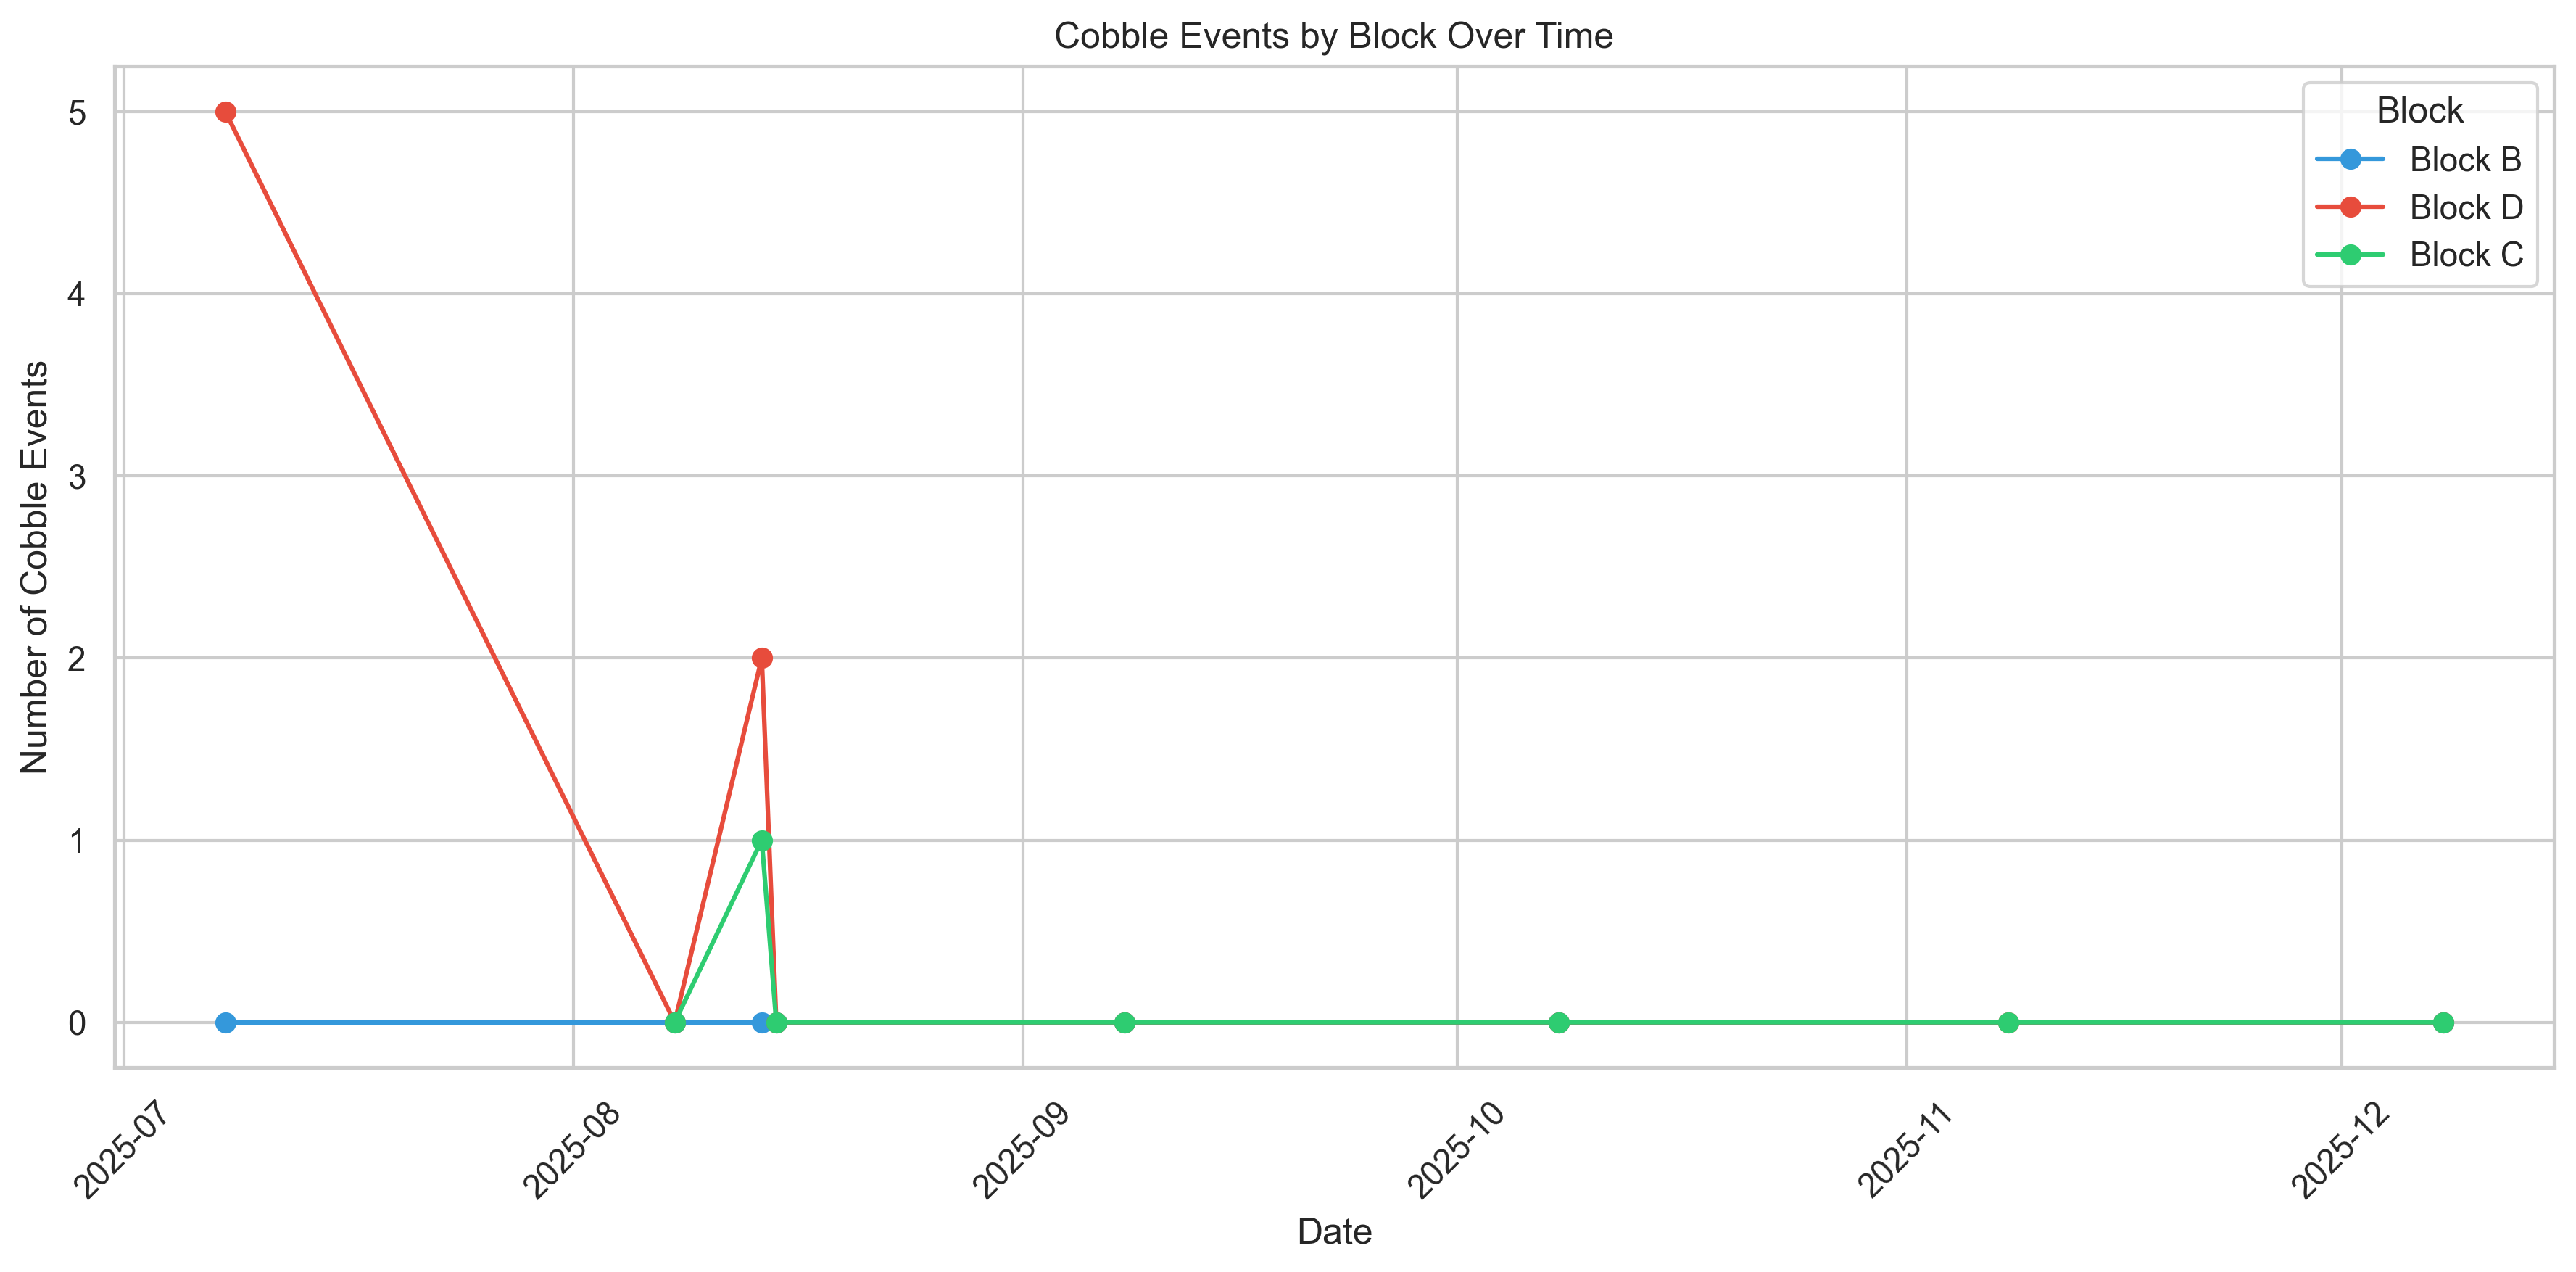 Cobble Events by Block Over Time
Number of Cobble Events
5
4
3
2
1
0
Block
Block B
Block D
Block C
2025-07
2025-08
2025-09
2025-10
2025-11
2025-12
Date